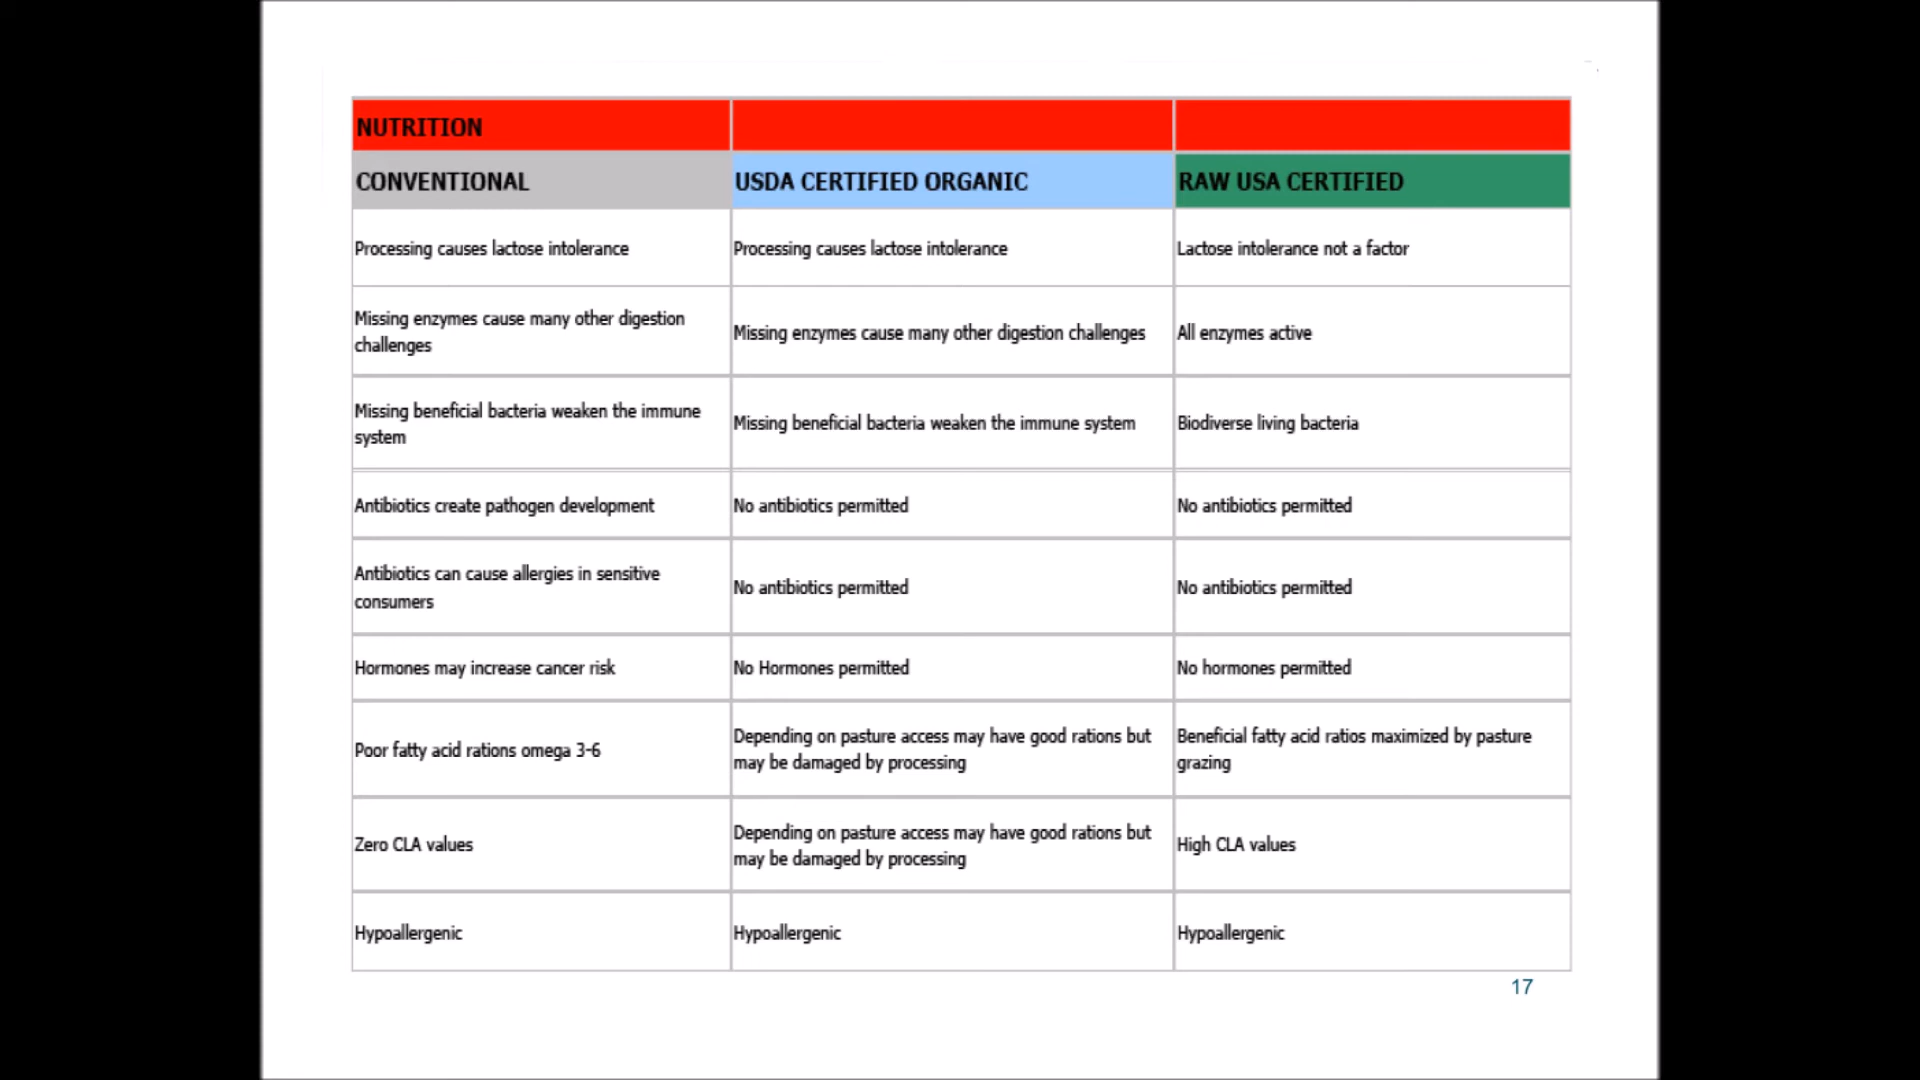 NUTRITION
CONVENTIONAL USDA CERTIFIED ORGANIC RAW USA CERTIFIED
Processing causes lactose intolerance Processing causes lactose intolerance Lactose intolerance not a factor
Missing enzymes cause many other digestion
challenges
Missing enzymes cause many other digestion challenges
All enzymes active
Missing beneficial bacteria weaken the immune
system
Missing beneficial bacteria weaken the immune system
Biodiverse living bacteria
Antibiotics create pathogen development No antibiotics permitted No antibiotics permitted
Antibiotics can cause allergies in sensitive
consumers
No antibiotics permitted
No antibiotics permitted
Hormones may increase cancer risk No Hormones permitted No hormones permitted
Poor fatty acid rations omega 3-6
Depending on pasture access may have good rations but
may be damaged by processing
Beneficial fatty acid ratios maximized by pasture
grazing
Zero CLA values
Depending on pasture access may have good rations but
may be damaged by processing
High CLA values
Hypoallergenic Hypoallergenic Hypoallergenic
17